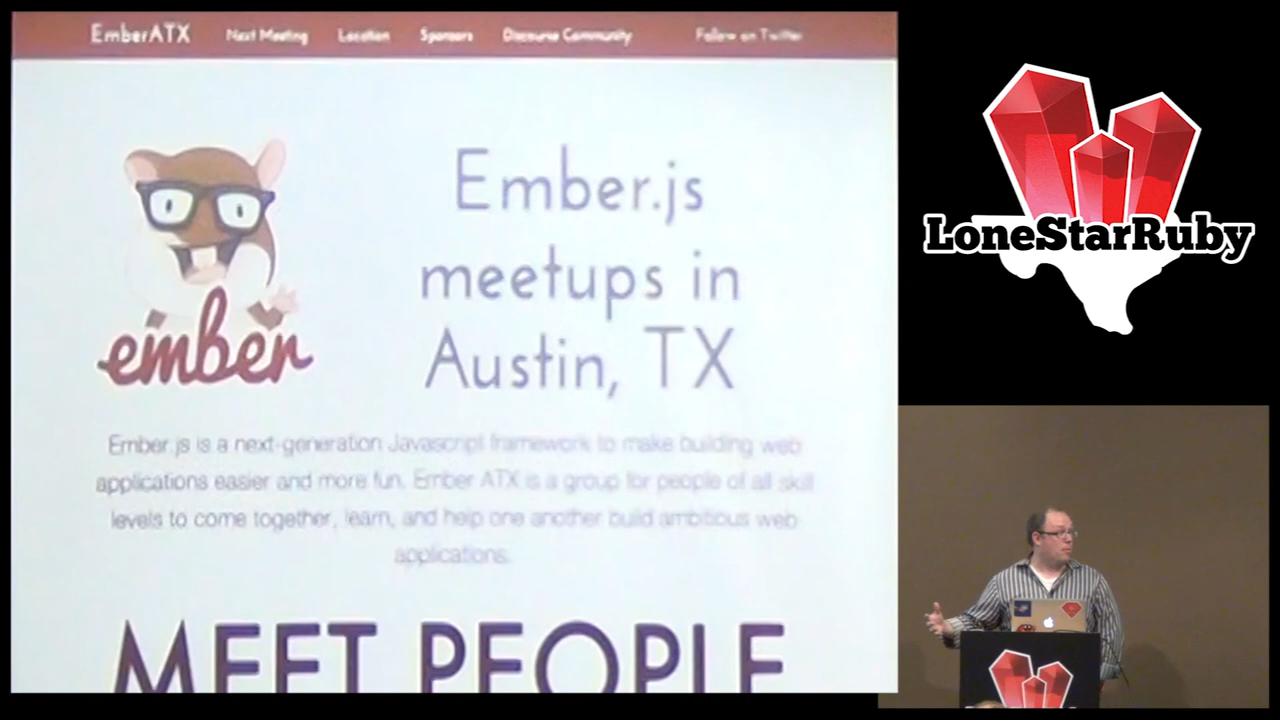 EmberATX Next Meeting Location Sponsors Discourse Community Follow on Twitter
ember
Ember.js
meetups in
Austin, TX
Ember.js is a next-generation Javascript framework to make building web
applications easier and more fun. Ember ATX is a group for people of all skill
levels to come together, learn, and help one another build ambitious web
applications.
MEET PEOPLE
LoneStarRuby